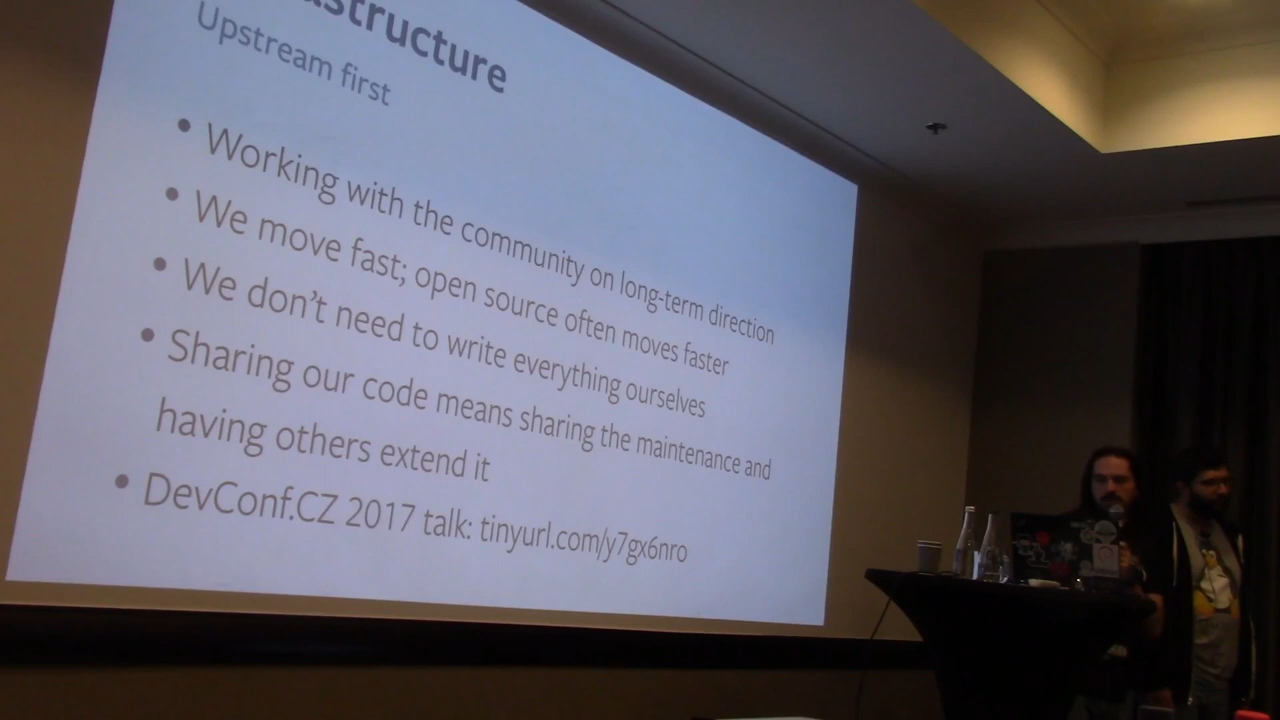 astructure
Upstream first
• Working with the community on long-term direction
• We move fast; open source often moves faster
• We don't need to write everything ourselves
• Sharing our code means sharing the maintenance and
having others extend it
• DevConf.CZ 2017 talk: tinyurl.com/y7gx6nro